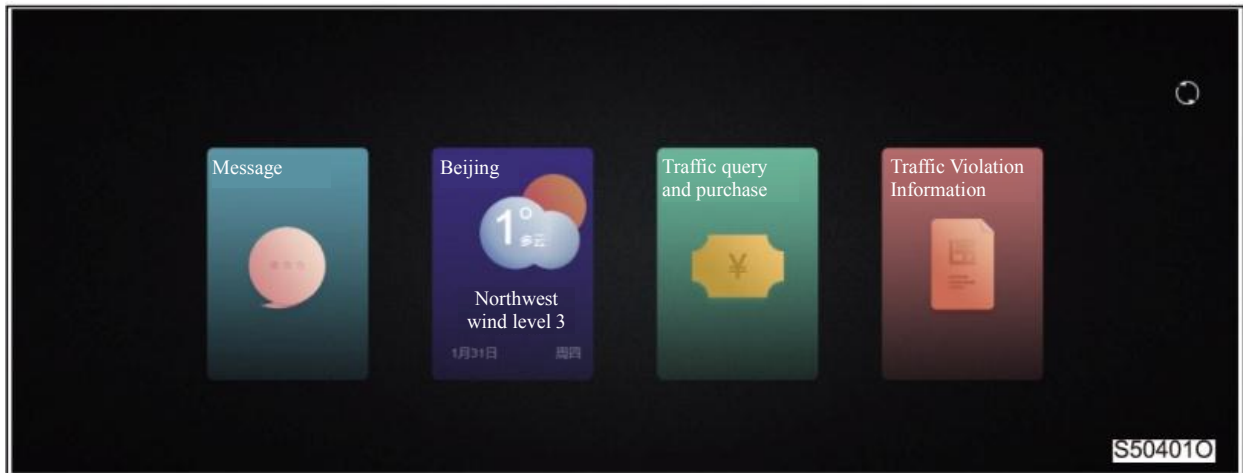 Message
Beijing
1°
多云
Northwest
wind level 3
1月31日 周四
Traffic query
and purchase
¥
Traffic Violation
Information
S50401O